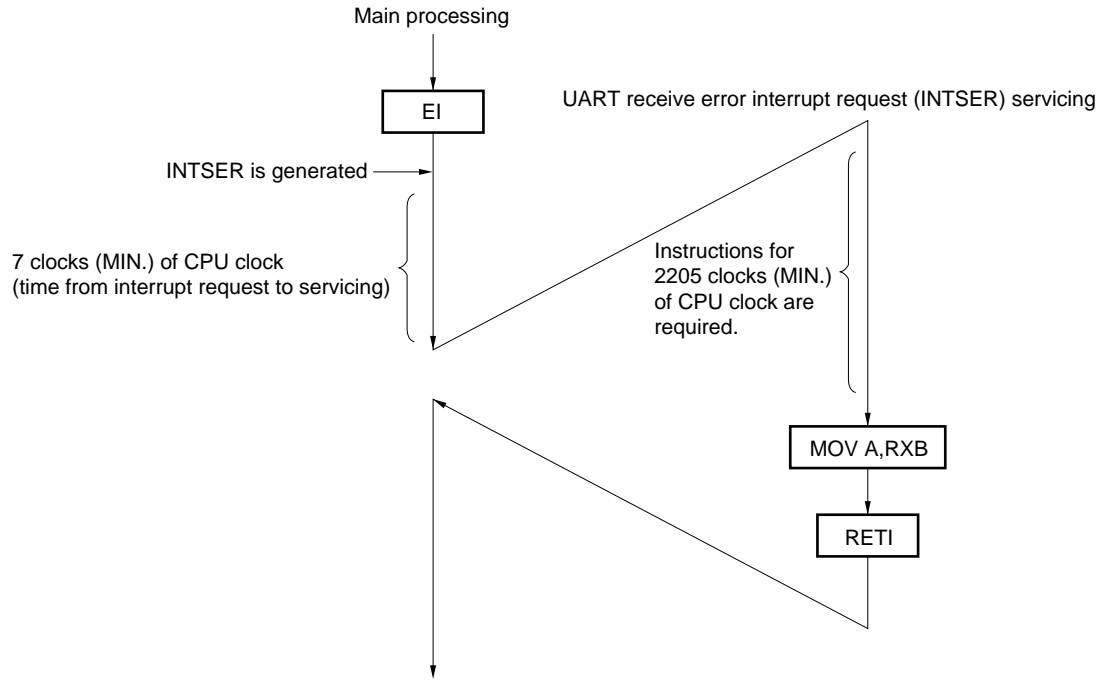 Main processing
EI
UART receive error interrupt request (INTSER) servicing
INTSER is generated
7 clocks (MIN.) of CPU clock
(time from interrupt request to servicing)
Instructions for
2205 clocks (MIN.)
of CPU clock are
required.
MOV A,RXB
RETI